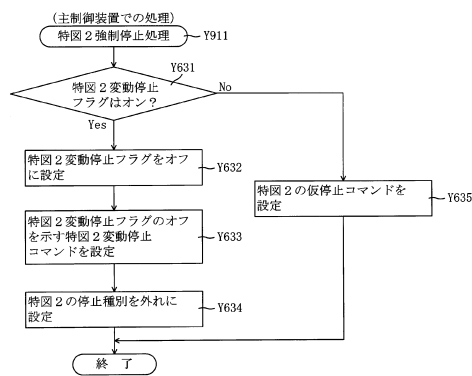 (主制御装置での処理)
特図２強制停止処理
Y911
特図２変動停止
フラグはオン？
Y631
No
Yes
特図２変動停止フラグをオフ
に設定
Y632
特図２の仮停止コマンドを
設定
Y635
特図２変動停止フラグのオフ
を示す特図２変動停止
コマンドを設定
Y633
特図２の停止種別を外れに
設定
Y634
終 了